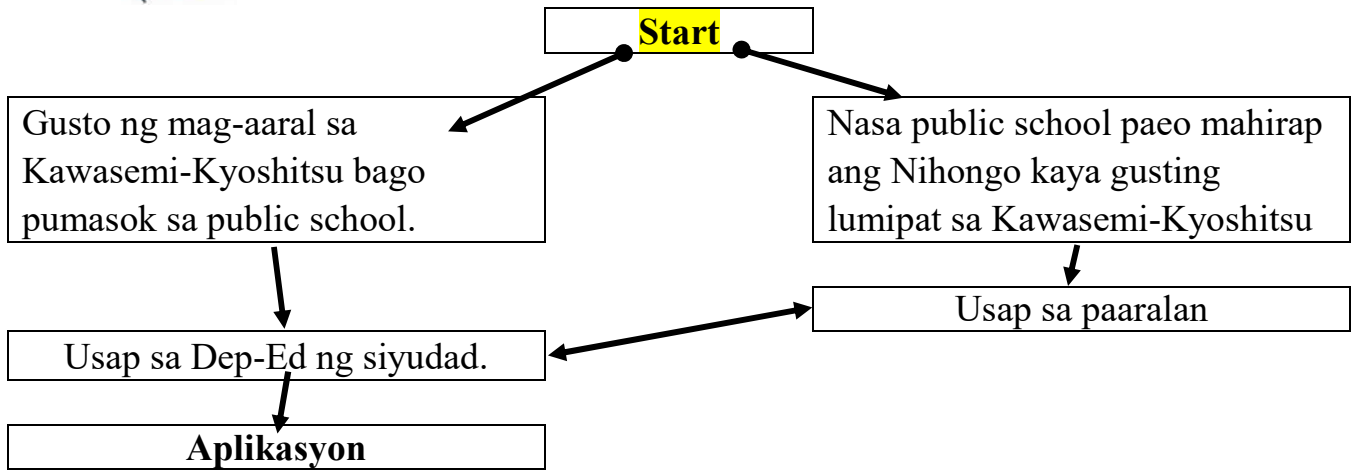 Start
Gusto ng mag-aaral sa
Kawasemi-Kyoshitsu bago
pumasok sa public school.
Nasa public school paeo mahirap
ang Nihongo kaya gusting
lumipat sa Kawasemi-Kyoshitsu
Usap sa paaralan
Usap sa Dep-Ed ng siyudad.
Aplikasyon